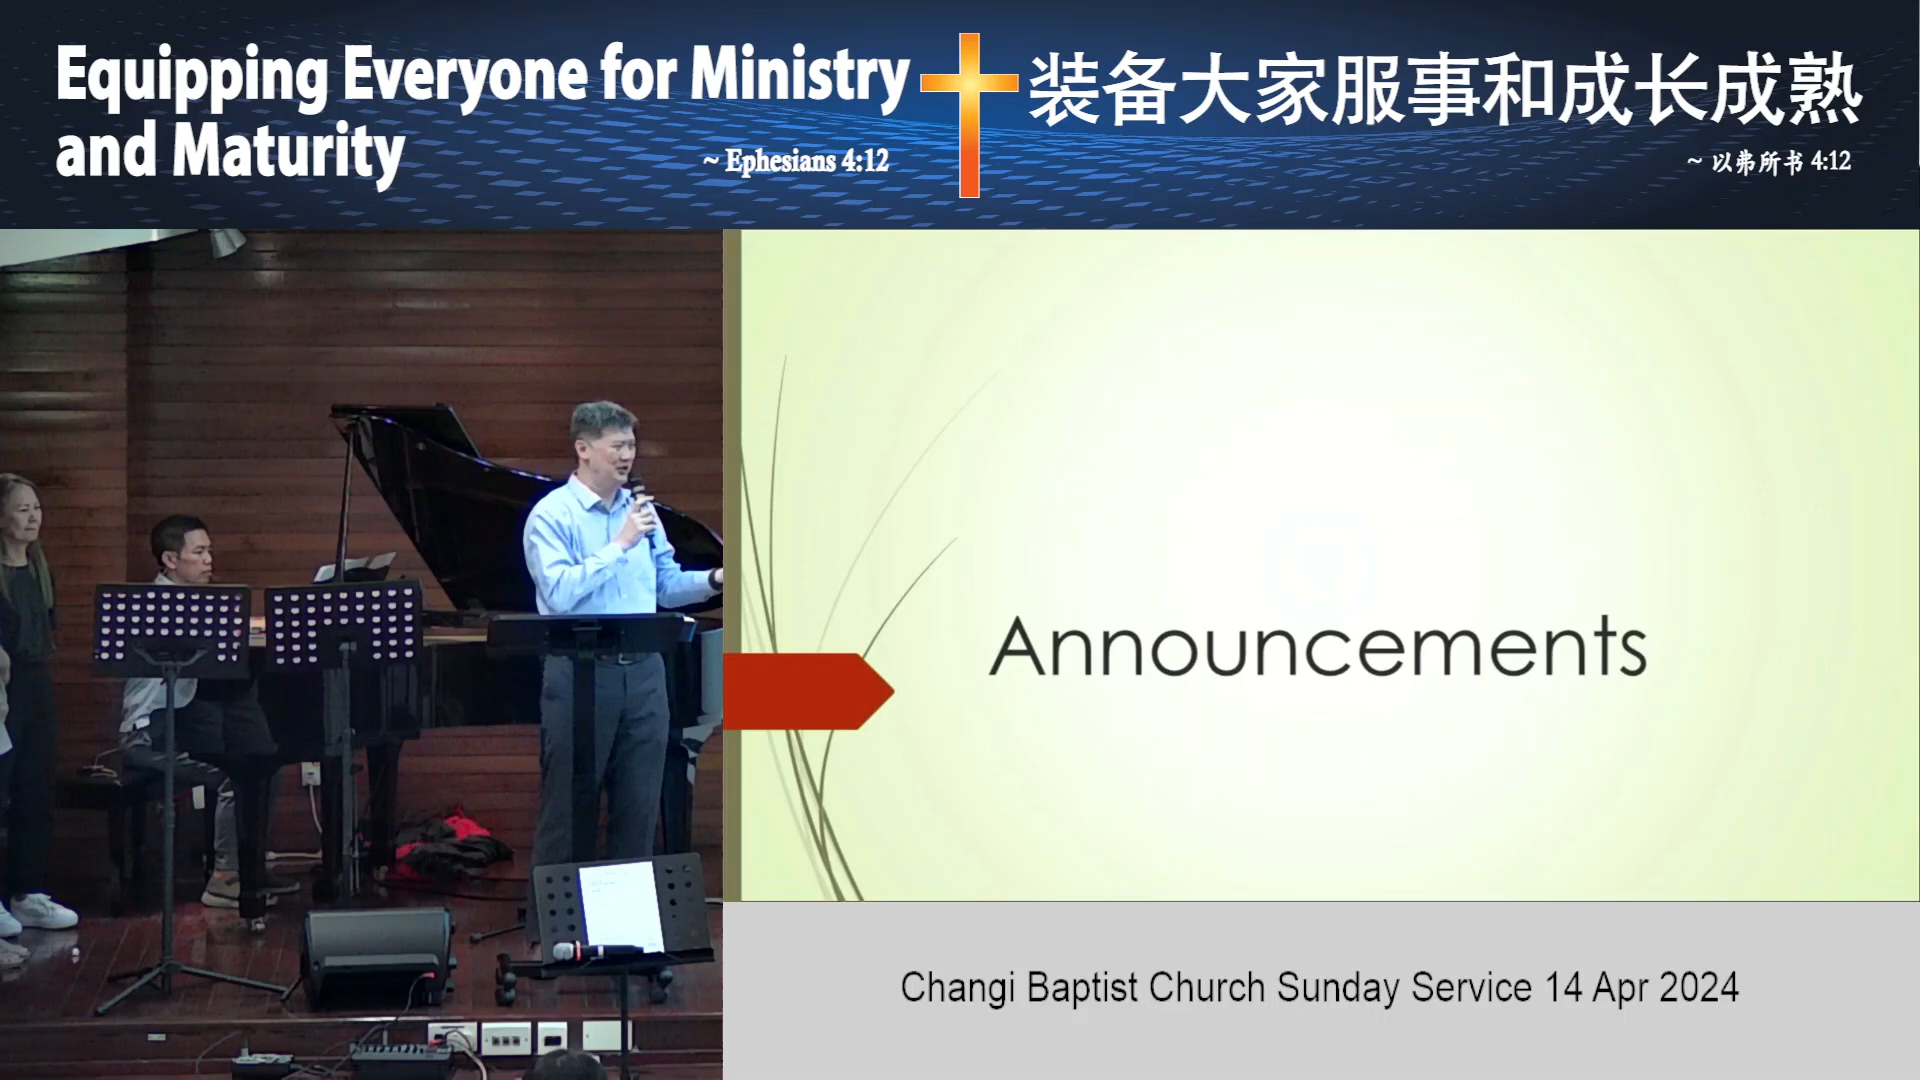 Equipping Everyone for Ministry
and Maturity
~ Ephesians 4:12
装备大家服事和成长成熟
~ 以弗所书 4:12
Announcements
Changi Baptist Church Sunday Service 14 Apr 2024